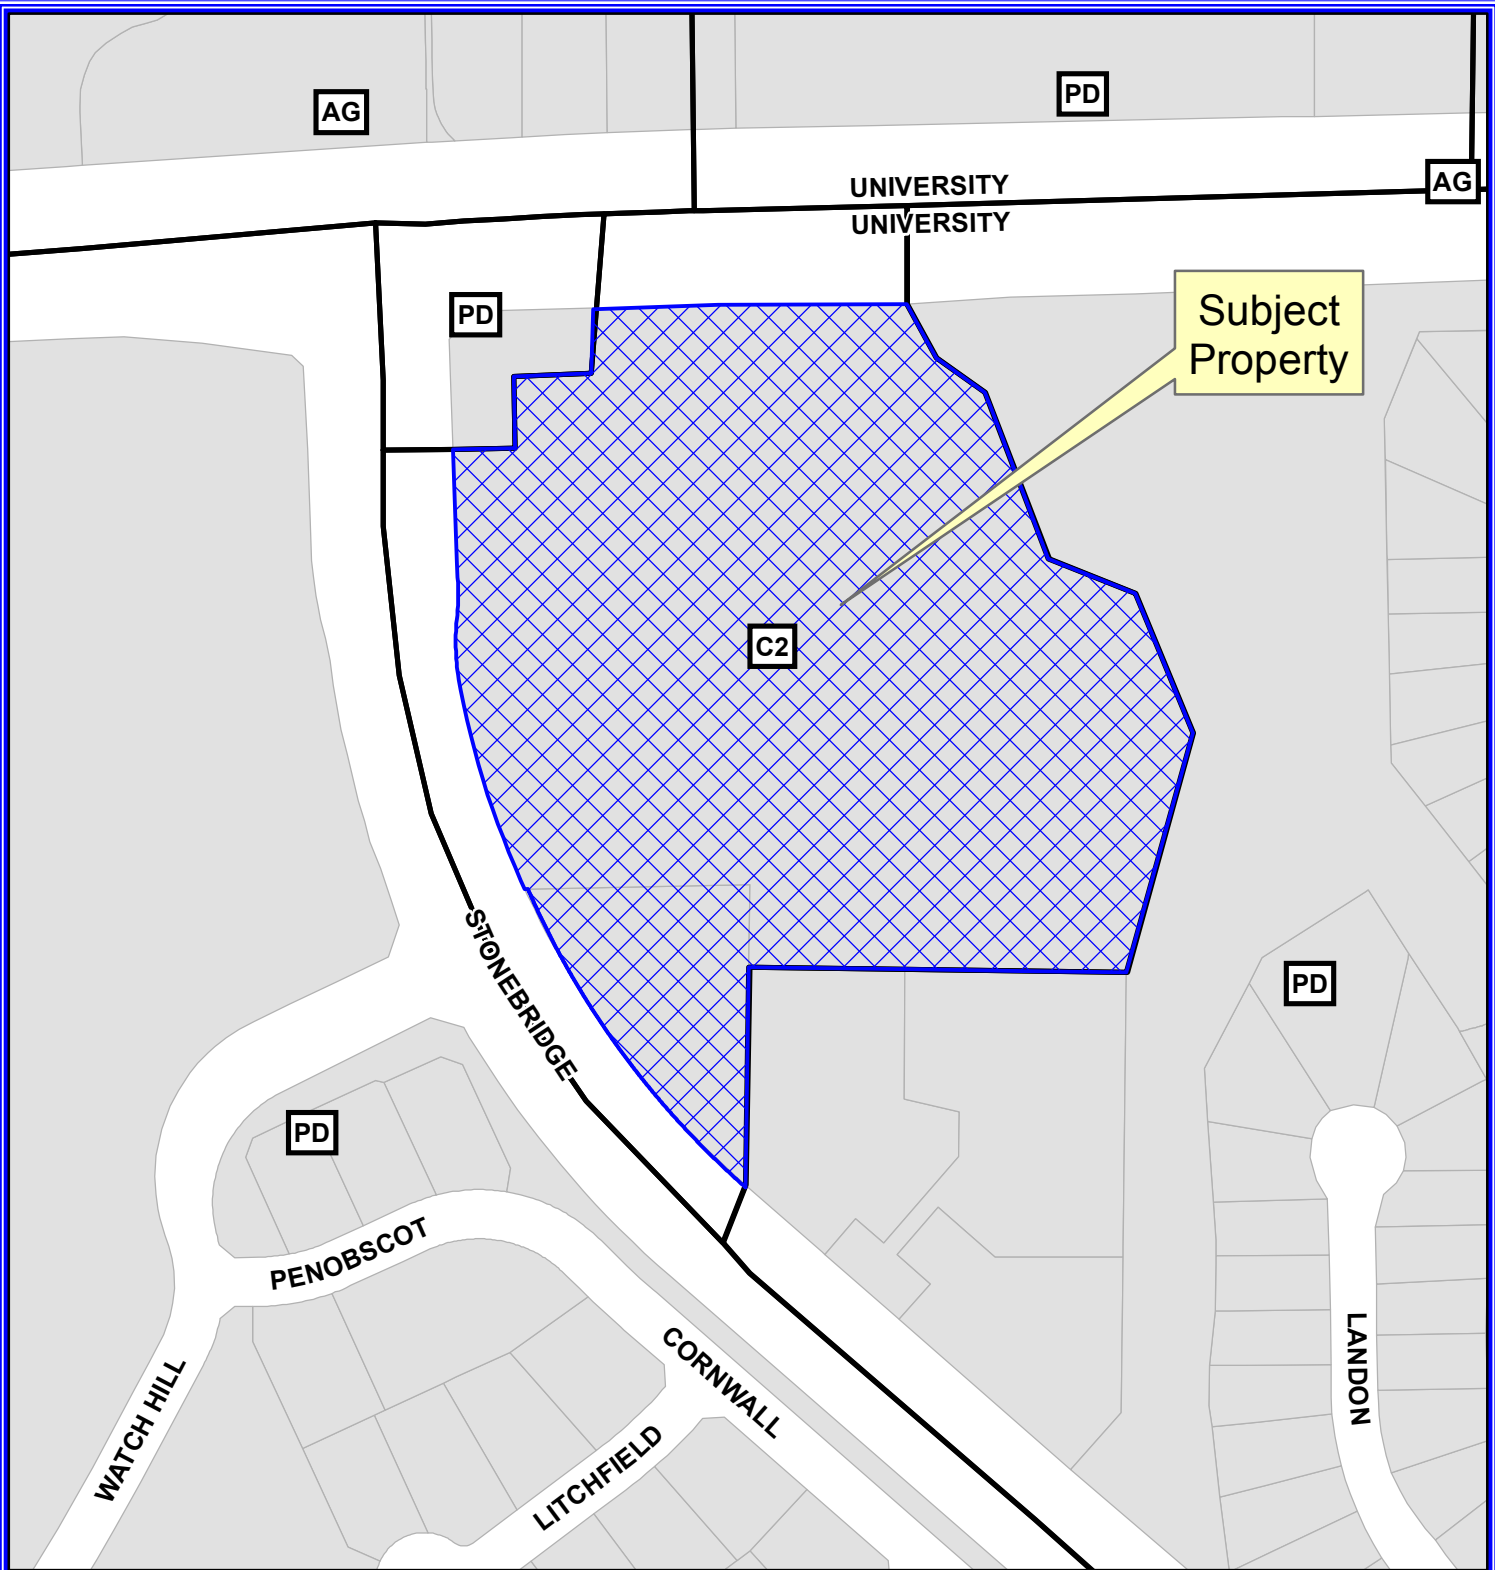 PD
AG
UNIVERSITY
AG
UNIVERSITY
PD
Subject
Property
C2
STONEBRIDGE
PD
PD
PENOBSCOT
CORNWALL
LANDON
WATCH HILL
LITCHFIELD